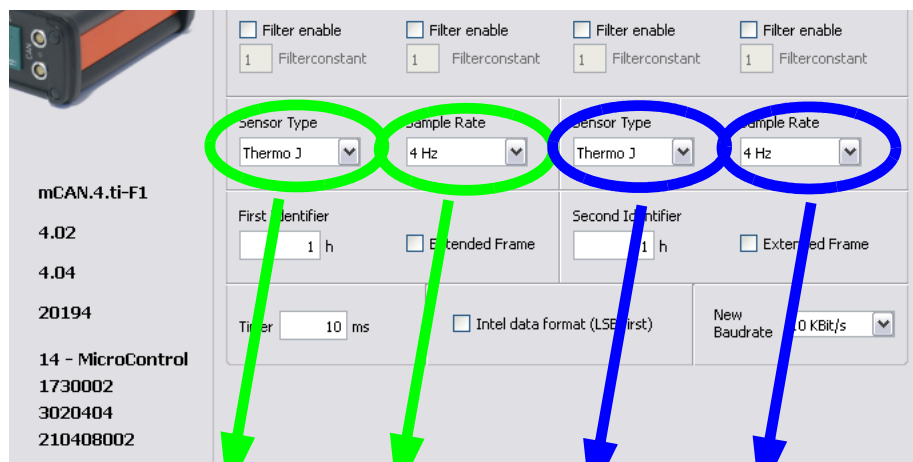 CAN
Filter enable Filter enable Filter enable Filter enable
1 Filterconstant 1 Filterconstant 1 Filterconstant 1 Filterconstant
Sensor Type Sample Rate Sensor Type Sample Rate
Thermo J 4 Hz Thermo J 4 Hz
mCAN.4.ti-F1
First Identifier Second Identifier
1 h Extended Frame 1 h Extended Frame
4.02
4.04
20194
Timer 10 ms Intel data format (LSB first) New Baudrate KBit/s
14 - MicroControl
1730002
3020404
210408002